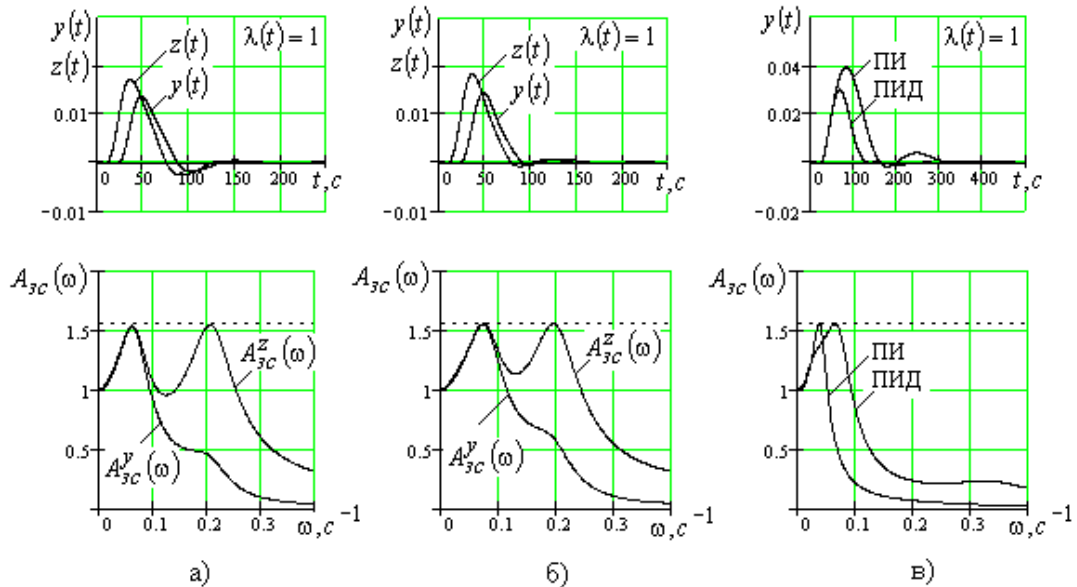 y(t)
z(t)
λ(t) = 1
z(t)
y(t)
0.01
0 50 100 150 200
t, с
−0.01
y(t)
z(t)
λ(t) = 1
z(t)
y(t)
0.01
0 50 100 150 200
t, с
−0.01
y(t)
λ(t) = 1
ПИ
ПИД
0.04
0.02
0 100 200 300 400
t, с
−0.02
A_зс(ω)
1.5
1
0.5
A^z_зс(ω)
A^y_зс(ω)
0 0.1 0.2 0.3
ω, с −1
а)
A_зс(ω)
1.5
1
0.5
A^z_зс(ω)
A^y_зс(ω)
0 0.1 0.2 0.3
ω, с −1
б)
A_зс(ω)
1.5
1
0.5
ПИ
ПИД
0 0.1 0.2 0.3
ω, с −1
в)